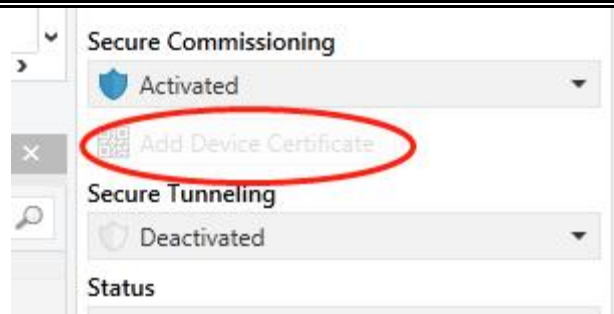 Secure Commissioning
Activated
Add Device Certificate
Secure Tunneling
Deactivated
Status